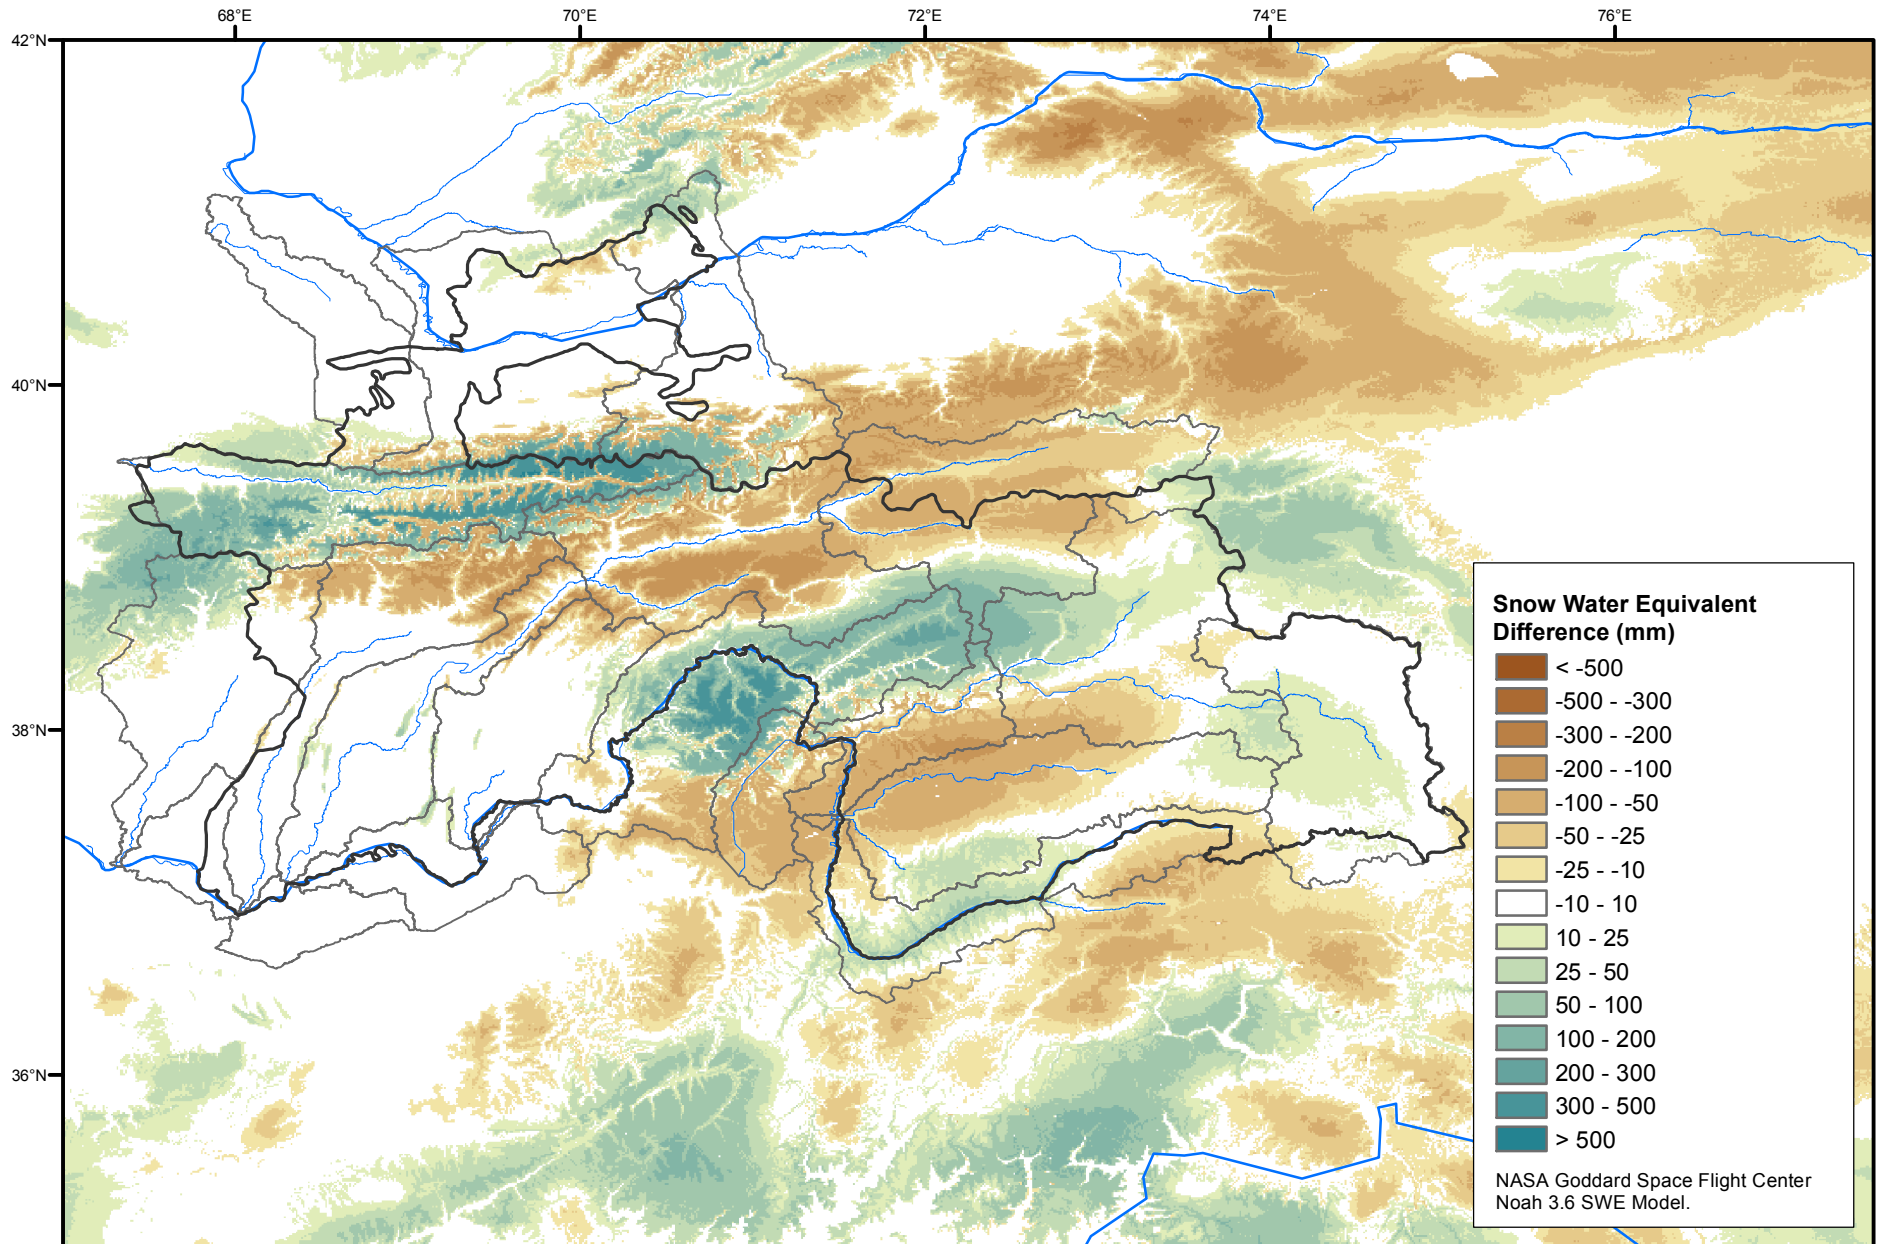 68°E
70°E
72°E
74°E
76°E
42°N
40°N
38°N
36°N
Snow Water Equivalent
Difference (mm)
< -500
-500 - -300
-300 - -200
-200 - -100
-100 - -50
-50 - -25
-25 - -10
-10 - 10
10 - 25
25 - 50
50 - 100
100 - 200
200 - 300
300 - 500
> 500
NASA Goddard Space Flight Center
Noah 3.6 SWE Model.